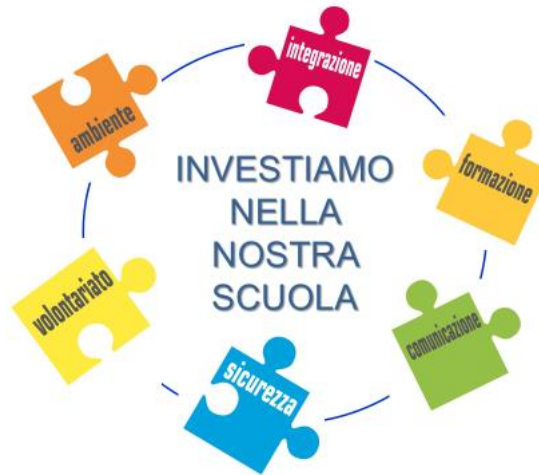 integrazione
ambiente
formazione
INVESTIAMO
NELLA
NOSTRA
SCUOLA
volontariato
comunicazione
sicurezza